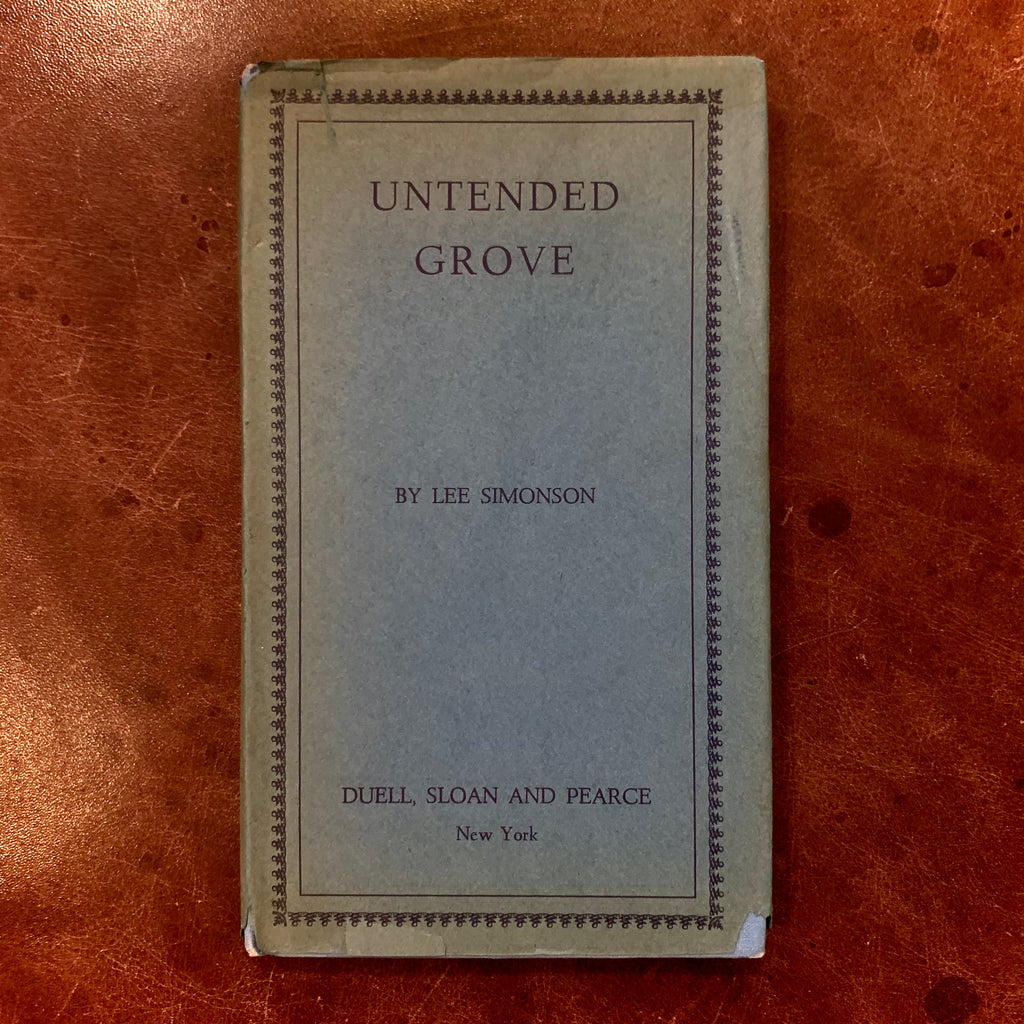 UNTENDED
GROVE
BY LEE SIMONSON
DUELL, SLOAN AND PEARCE
New York